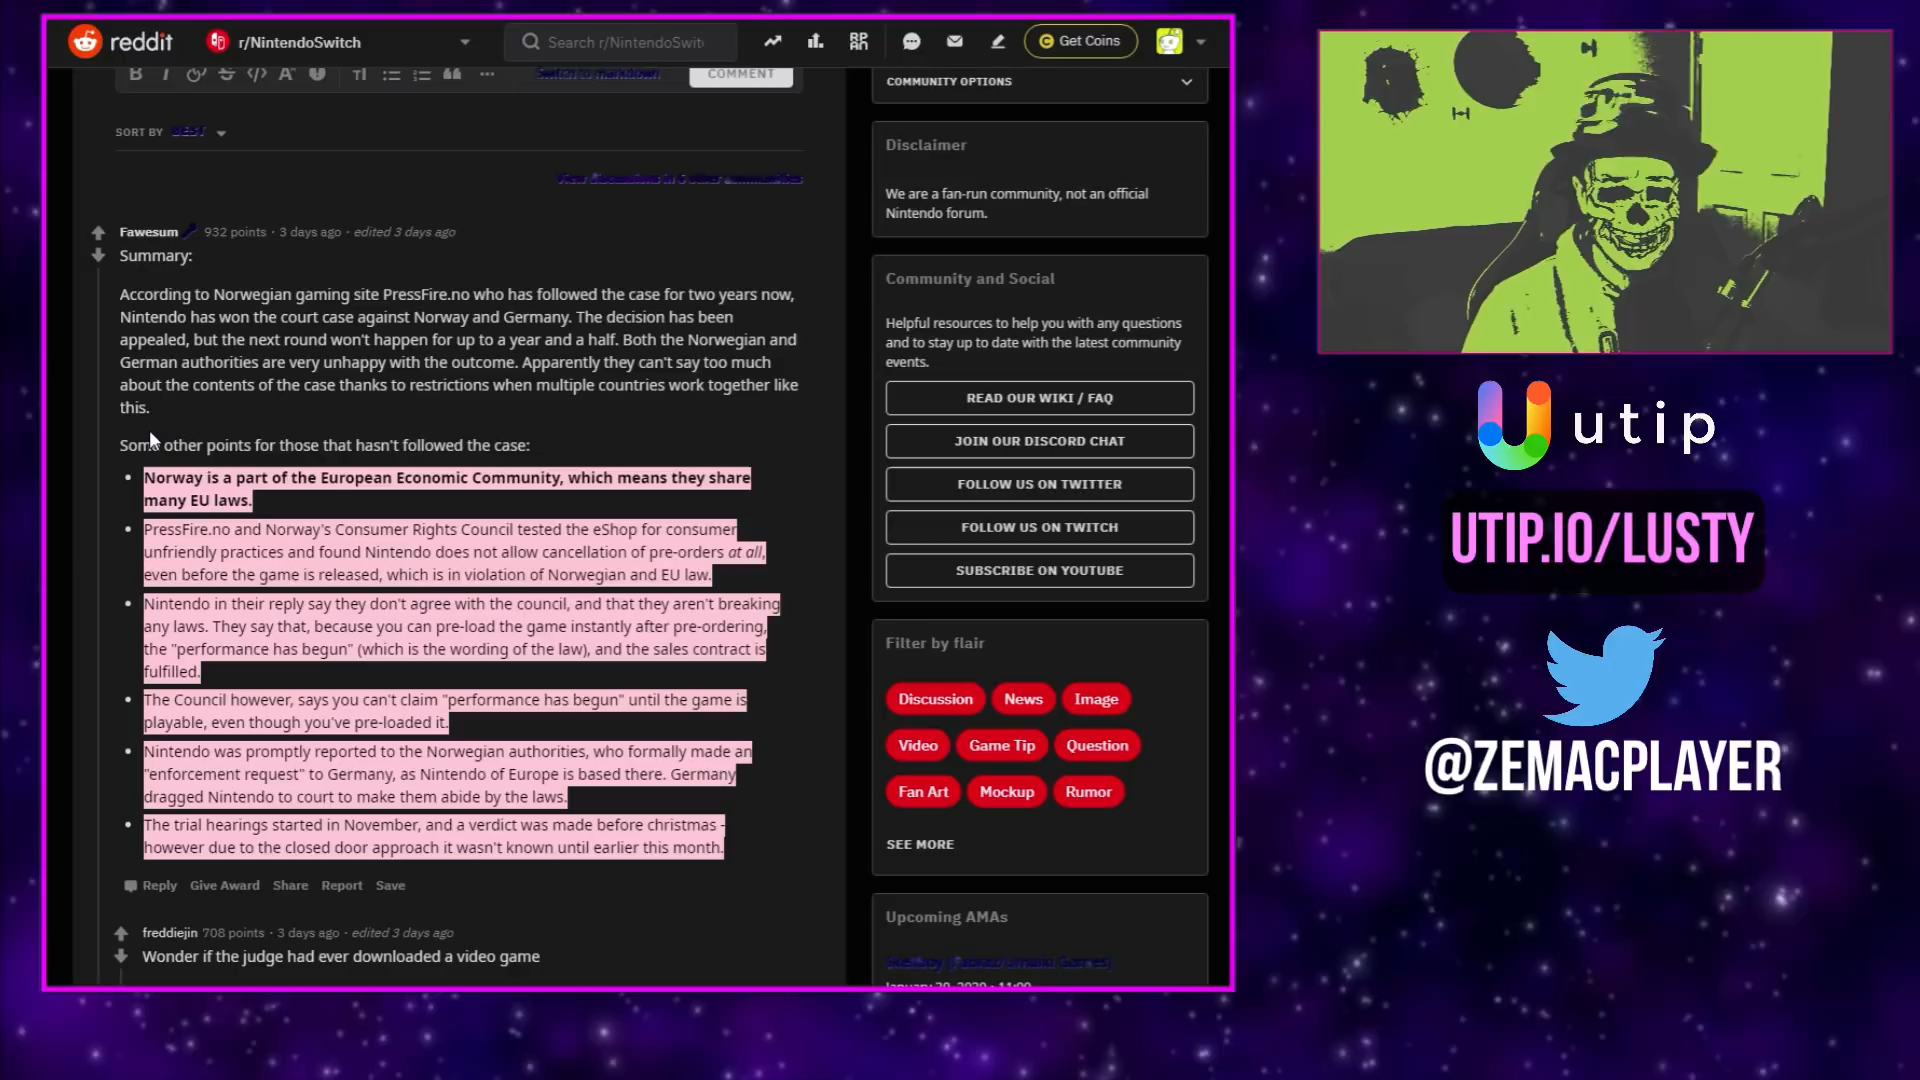 reddit
r/NintendoSwitch
Search r/NintendoSwit
Get Coins
Switch to markdown
COMMENT
SORT BY BEST
View discussions in 6 other communities
Fawesum 932 points · 3 days ago · edited 3 days ago
Summary:
According to Norwegian gaming site PressFire.no who has followed the case for two years now,
Nintendo has won the court case against Norway and Germany. The decision has been
appealed, but the next round won't happen for up to a year and a half. Both the Norwegian and
German authorities are very unhappy with the outcome. Apparently they can't say too much
about the contents of the case thanks to restrictions when multiple countries work together like
this.
Some other points for those that hasn't followed the case:
• Norway is a part of the European Economic Community, which means they share
many EU laws.
• PressFire.no and Norway's Consumer Rights Council tested the eShop for consumer
unfriendly practices and found Nintendo does not allow cancellation of pre-orders at all,
even before the game is released, which is in violation of Norwegian and EU law.
• Nintendo in their reply say they don't agree with the council, and that they aren't breaking
any laws. They say that, because you can pre-load the game instantly after pre-ordering,
the "performance has begun" (which is the wording of the law), and the sales contract is
fulfilled.
• The Council however, says you can't claim "performance has begun" until the game is
playable, even though you've pre-loaded it.
• Nintendo was promptly reported to the Norwegian authorities, who formally made an
"enforcement request" to Germany, as Nintendo of Europe is based there. Germany
dragged Nintendo to court to make them abide by the laws.
• The trial hearings started in November, and a verdict was made before christmas -
however due to the closed door approach it wasn't known until earlier this month.
Reply Give Award Share Report Save
freddiejin 708 points · 3 days ago · edited 3 days ago
Wonder if the judge had ever downloaded a video game
COMMUNITY OPTIONS
Disclaimer
We are a fan-run community, not an official
Nintendo forum.
Community and Social
Helpful resources to help you with any questions
and to stay up to date with the latest community
events.
READ OUR WIKI / FAQ
JOIN OUR DISCORD CHAT
FOLLOW US ON TWITTER
FOLLOW US ON TWITCH
SUBSCRIBE ON YOUTUBE
Filter by flair
Discussion News Image
Video Game Tip Question
Fan Art Mockup Rumor
SEE MORE
Upcoming AMAs
utip
UTIP.IO/LUSTY
@ZEMACPLAYER